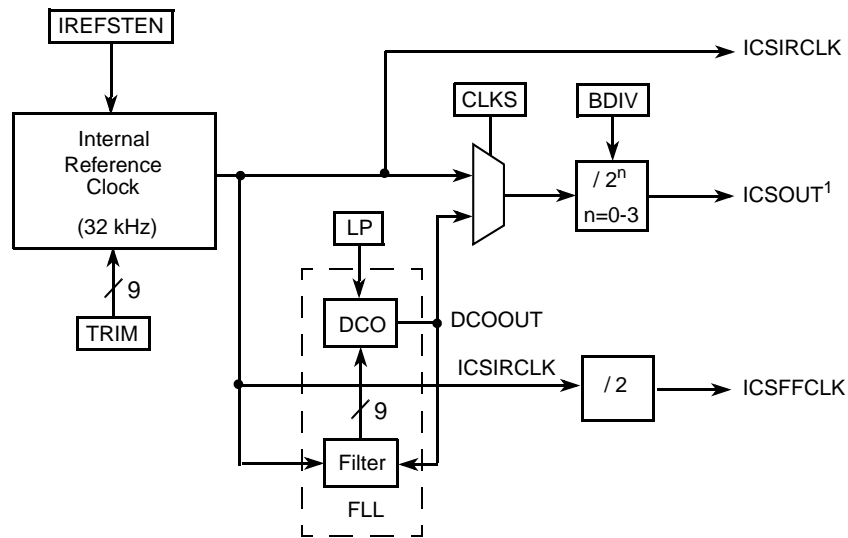 IREFSTEN
ICSIRCLK
CLKS
BDIV
Internal
Reference
Clock
(32 kHz)
/ 2ⁿ
n=0-3
ICSOUT¹
LP
9
TRIM
DCO
DCOOUT
ICSIRCLK
/ 2
ICSFFCLK
9
Filter
FLL